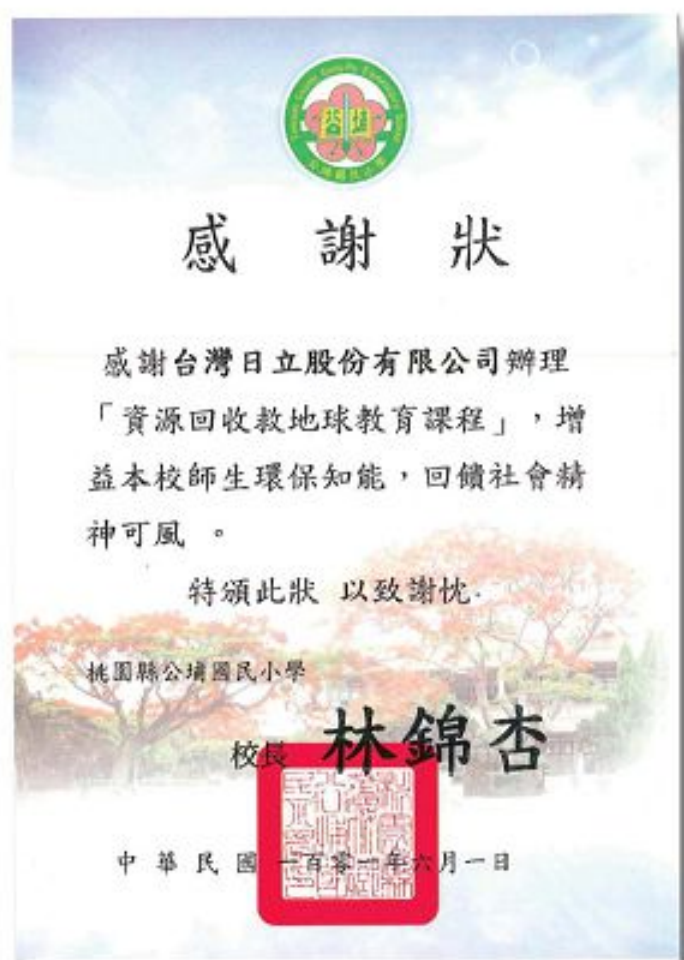 公埔
感謝狀
感謝台灣日立股份有限公司辦理
「資源回收救地球教育課程」，增
益本校師生環保知能，回饋社會精
神可風 。
特頒此狀 以致謝忱.
桃園縣公埔國民小學
校長 林錦杏
中華民國一百零一年六月一日